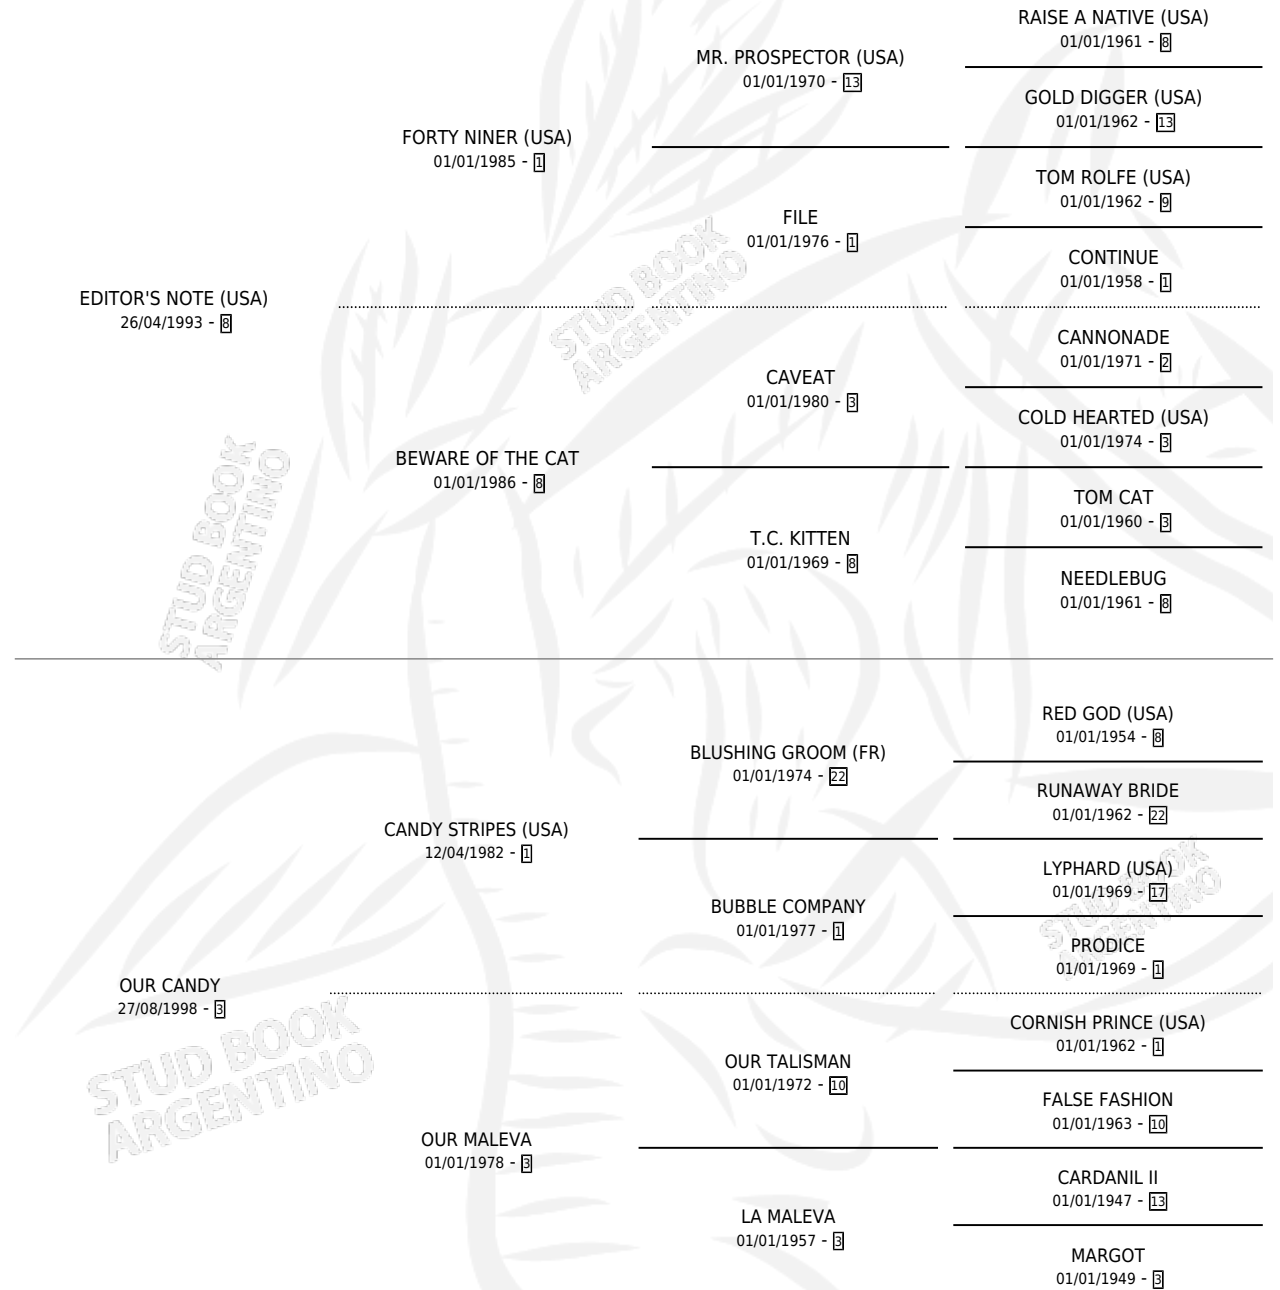 RAISE A NATIVE (USA)
01/01/1961 - 8
MR. PROSPECTOR (USA)
01/01/1970 - 13
GOLD DIGGER (USA)
01/01/1962 - 13
FORTY NINER (USA)
01/01/1985 - 1
TOM ROLFE (USA)
01/01/1962 - 9
FILE
01/01/1976 - 1
CONTINUE
01/01/1958 - 1
EDITOR'S NOTE (USA)
26/04/1993 - 8
CANNONADE
01/01/1971 - 2
CAVEAT
01/01/1980 - 3
COLD HEARTED (USA)
01/01/1974 - 3
BEWARE OF THE CAT
01/01/1986 - 8
TOM CAT
01/01/1960 - 3
T.C. KITTEN
01/01/1969 - 8
NEEDLEBUG
01/01/1961 - 8
RED GOD (USA)
01/01/1954 - 8
BLUSHING GROOM (FR)
01/01/1974 - 22
RUNAWAY BRIDE
01/01/1962 - 22
CANDY STRIPES (USA)
12/04/1982 - 1
LYPHARD (USA)
01/01/1969 - 17
BUBBLE COMPANY
01/01/1977 - 1
PRODICE
01/01/1969 - 1
OUR CANDY
27/08/1998 - 3
CORNISH PRINCE (USA)
01/01/1962 - 1
OUR TALISMAN
01/01/1972 - 10
FALSE FASHION
01/01/1963 - 10
OUR MALEVA
01/01/1978 - 3
CARDANIL II
01/01/1947 - 13
LA MALEVA
01/01/1957 - 3
MARGOT
01/01/1949 - 3
STUD BOOK
ARGENTINO
STUD BOOK
ARGENTINO
STUD BOOK
ARGENTINO
STUD BOOK
ARGENTINO